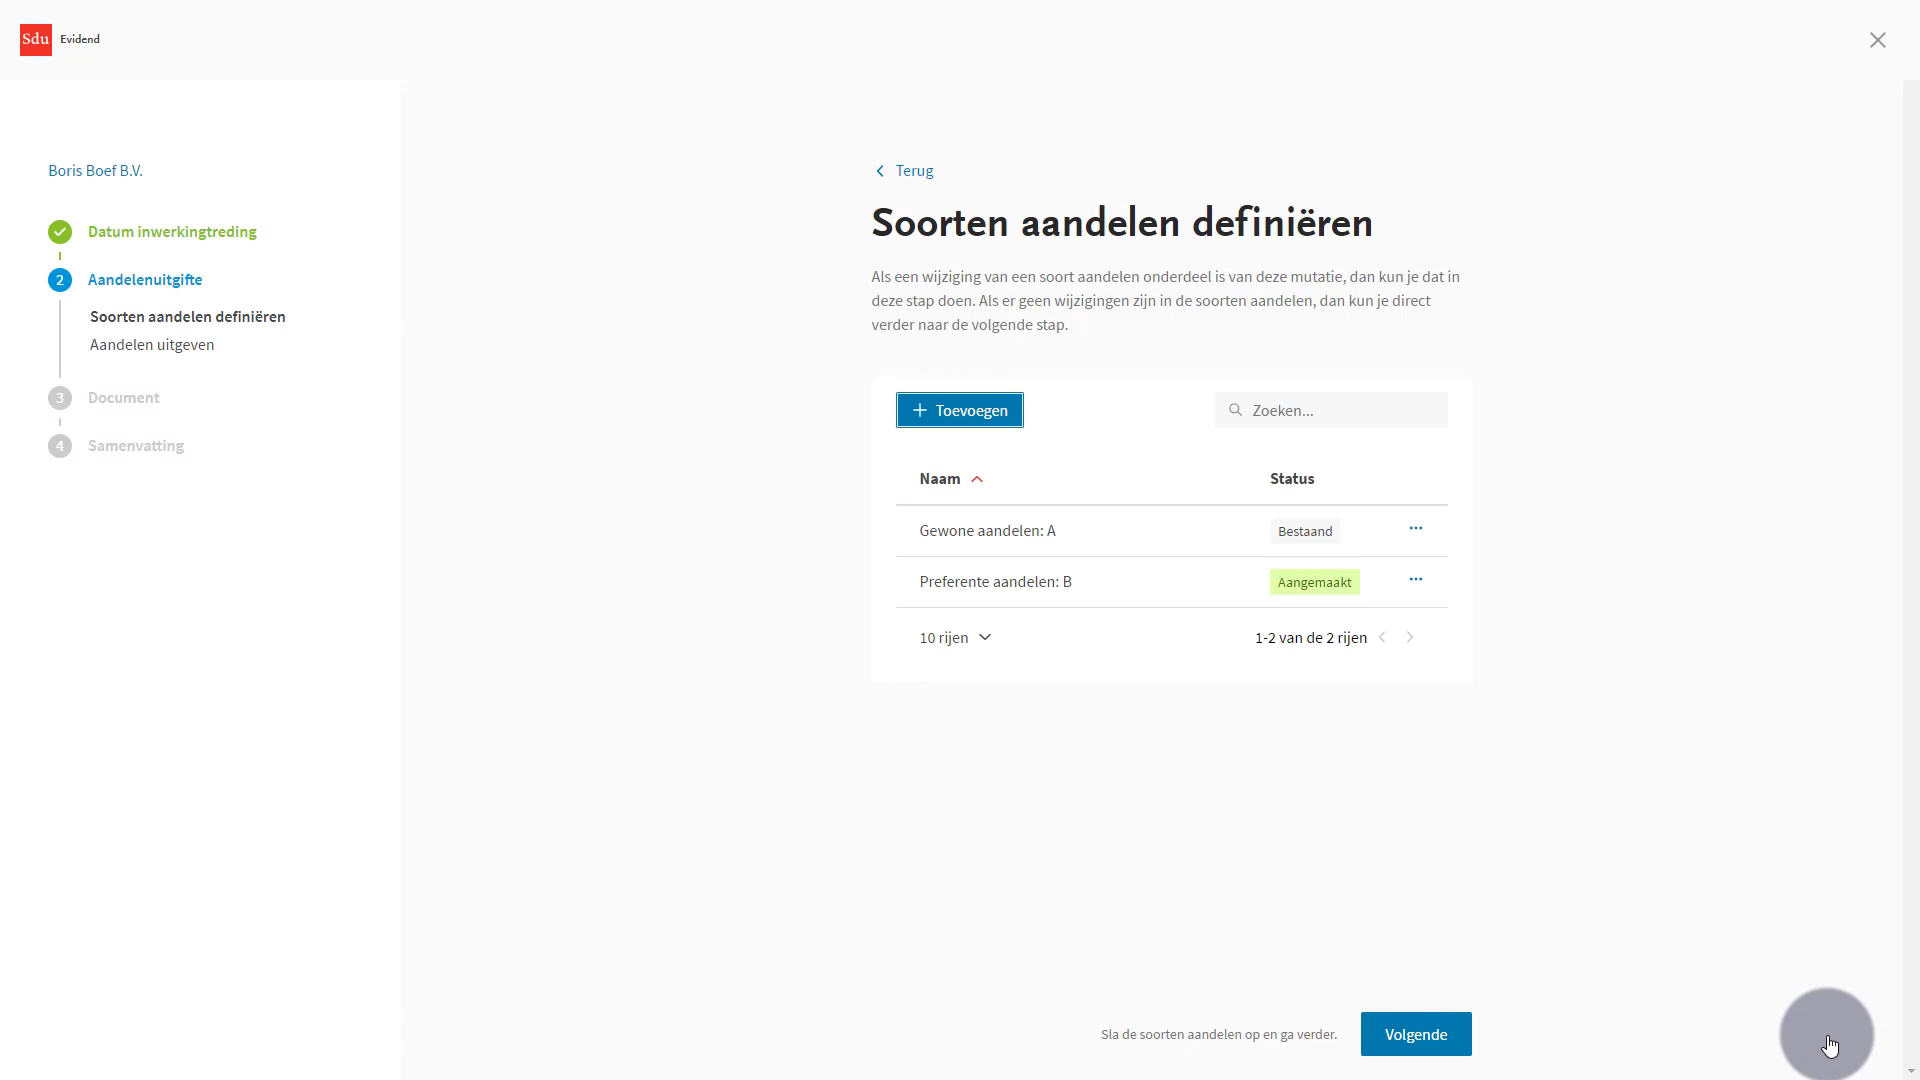 Sdu Evidend
Boris Boef B.V.
Datum inwerkingtreding
2 Aandelenuitgifte
Soorten aandelen definiëren
Aandelen uitgeven
3 Document
4 Samenvatting
Terug
Soorten aandelen definiëren
Als een wijziging van een soort aandelen onderdeel is van deze mutatie, dan kun je dat in
deze stap doen. Als er geen wijzigingen zijn in de soorten aandelen, dan kun je direct
verder naar de volgende stap.
Toevoegen Zoeken...
Naam Status
Gewone aandelen: A Bestaand
Preferente aandelen: B Aangemaakt
10 rijen 1-2 van de 2 rijen
Sla de soorten aandelen op en ga verder. Volgende